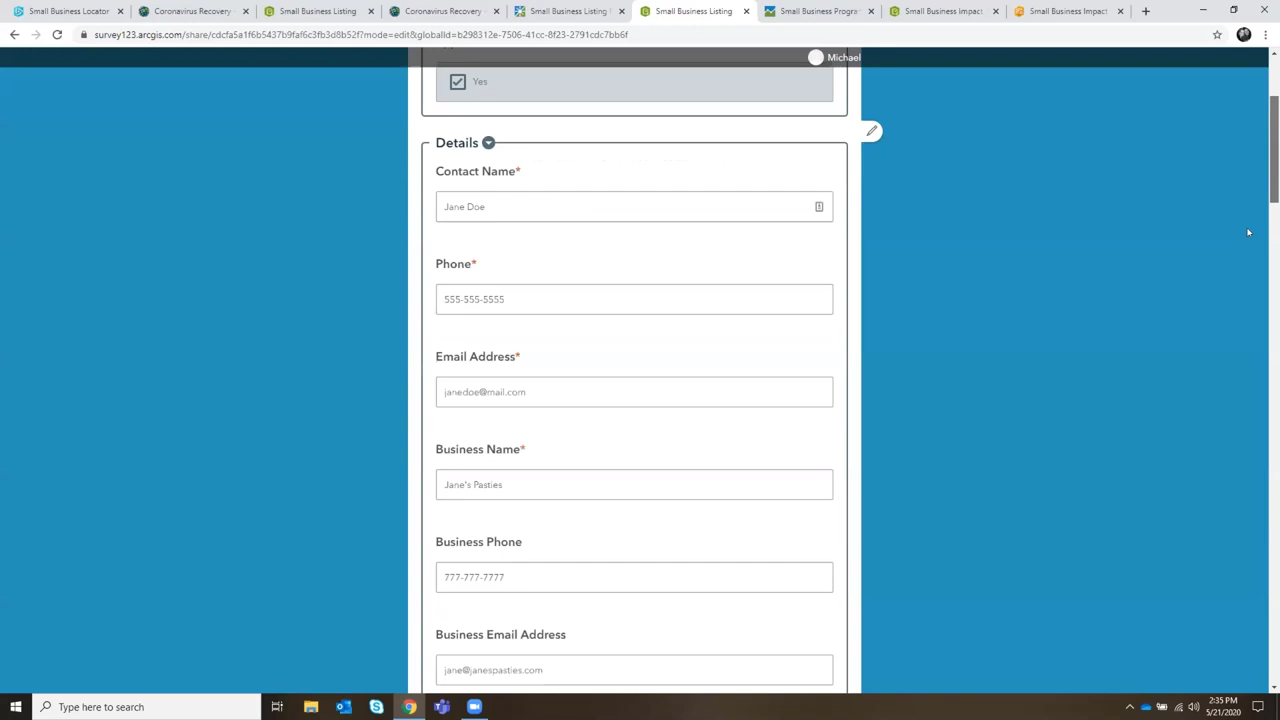 Small Business Locator
Coronavirus Recovery
Small Business Listing
Coronavirus Recovery
Small Business Listing
Small Business Listing
Small Business Progra
Small Business Impact
Small Business Impact
survey123.arcgis.com/share/cdcfa5a1f6b5437b9faf6c3fb3d8b52f?mode=edit&globalId=b298312e-7506-41cc-8f23-2791cdc7bb6f
Michael
Yes
Details
Contact Name*
Jane Doe
Phone*
555-555-5555
Email Address*
janedoe@mail.com
Business Name*
Jane's Pasties
Business Phone
777-777-7777
Business Email Address
jane@janespasties.com
Type here to search
2:35 PM
5/21/2020